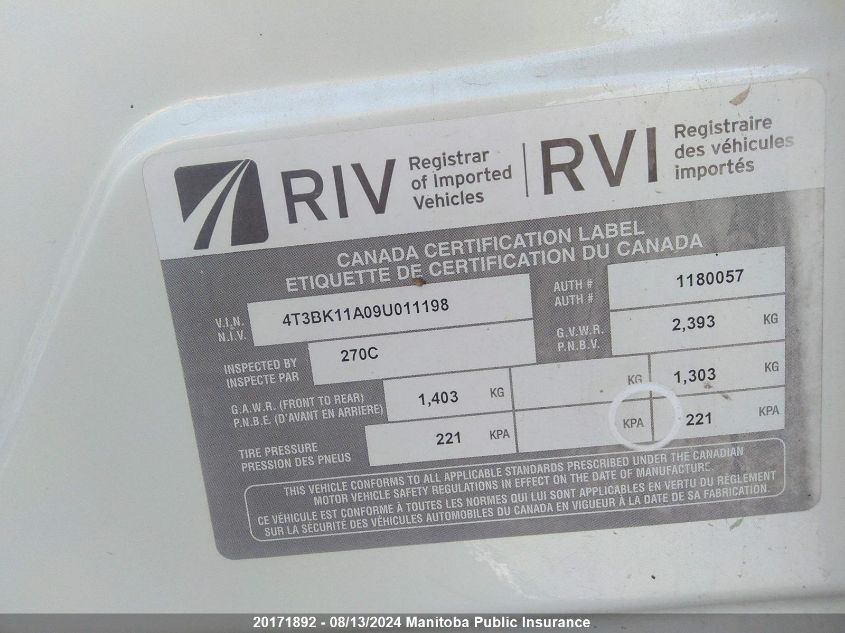 RIV
Registrar
of Imported
Vehicles
RVI
Registraire
des véhicules
importés
CANADA CERTIFICATION LABEL
ETIQUETTE DE CERTIFICATION DU CANADA
V.I.N.
N.I.V.
4T3BK11A09U011198
AUTH #
AUTH #
1180057
INSPECTED BY
INSPECTE PAR
270C
G.V.W.R.
P.N.B.V.
2,393 KG
G.A.W.R. (FRONT TO REAR)
P.N.B.E. (D'AVANT EN ARRIERE)
1,403 KG
KG
1,303 KG
TIRE PRESSURE
PRESSION DES PNEUS
221 KPA
KPA
221 KPA
THIS VEHICLE CONFORMS TO ALL APPLICABLE STANDARDS PRESCRIBED UNDER THE CANADIAN
MOTOR VEHICLE SAFETY REGULATIONS IN EFFECT ON THE DATE OF MANUFACTURE
CE VÉHICULE EST CONFORME À TOUTES LES NORMES QUI LUI SONT APPLICABLES EN VERTU DU RÈGLEMENT
SUR LA SÉCURITÉ DES VÉHICULES AUTOMOBILES DU CANADA EN VIGUEUR À LA DATE DE SA FABRICATION.
20171892 - 08/13/2024 Manitoba Public Insurance